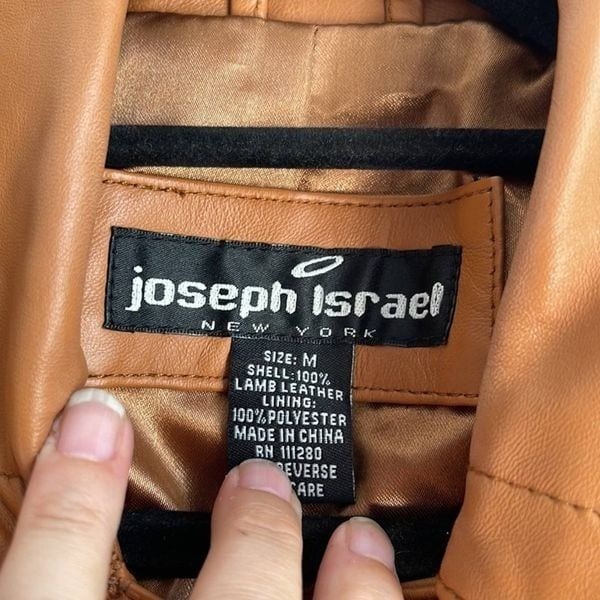 joseph israel
NEW YORK
SIZE: M
SHELL: 100%
LAMB LEATHER
LINING:
100% POLYESTER
MADE IN CHINA
RN 111280
REVERSE
CARE